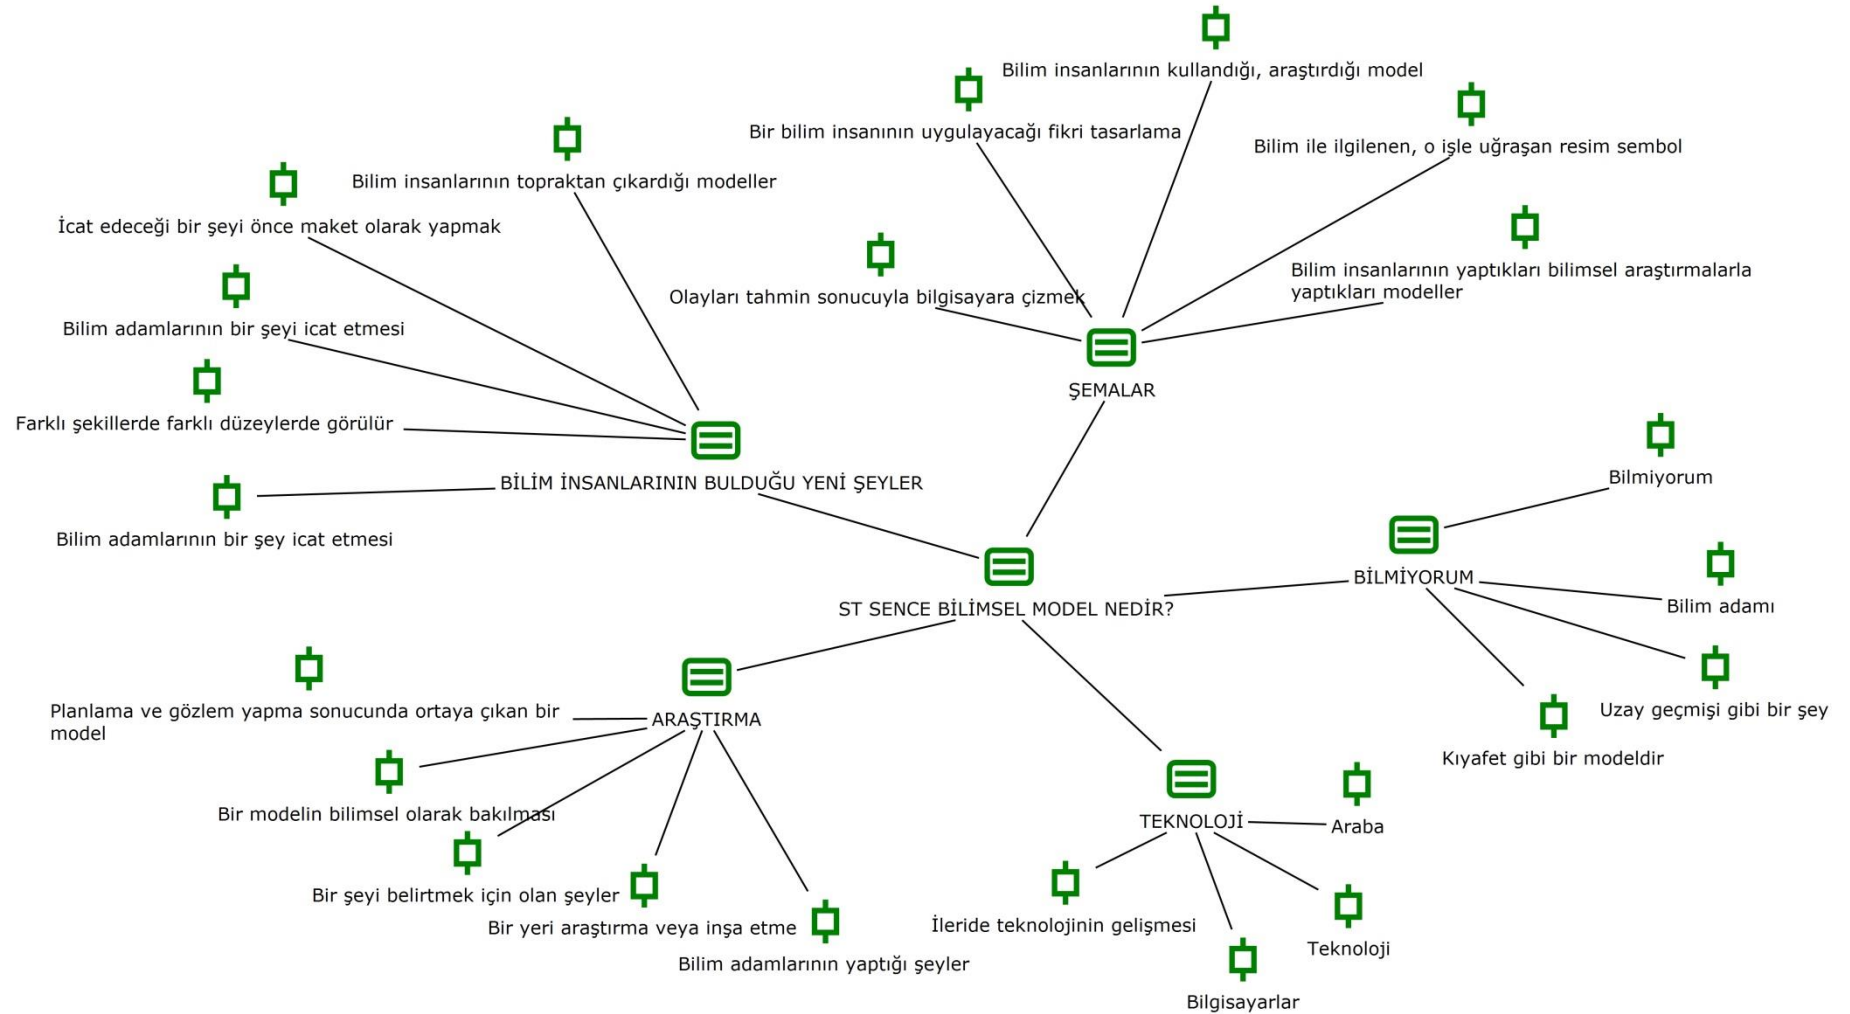 Bilim insanlarının kullandığı, araştırdığı model
Bir bilim insanının uygulayacağı fikri tasarlama
Bilim ile ilgilenen, o işle uğraşan resim sembol
Bilim insanlarının topraktan çıkardığı modeller
İcat edeceği bir şeyi önce maket olarak yapmak
Bilim insanlarının yaptıkları bilimsel araştırmalarla
yaptıkları modeller
Olayları tahmin sonucuyla bilgisayara çizmek
Bilim adamlarının bir şeyi icat etmesi
ŞEMALAR
Farklı şekillerde farklı düzeylerde görülür
Bilmiyorum
BİLİM İNSANLARININ BULDUĞU YENİ ŞEYLER
Bilim adamlarının bir şey icat etmesi
BİLMİYORUM
Bilim adamı
ST SENCE BİLİMSEL MODEL NEDİR?
Planlama ve gözlem yapma sonucunda ortaya çıkan bir
model
ARAŞTIRMA
Uzay geçmişi gibi bir şey
Kıyafet gibi bir modeldir
Bir modelin bilimsel olarak bakılması
TEKNOLOJİ
Araba
Bir şeyi belirtmek için olan şeyler
Bir yeri araştırma veya inşa etme
İleride teknolojinin gelişmesi
Teknoloji
Bilim adamlarının yaptığı şeyler
Bilgisayarlar